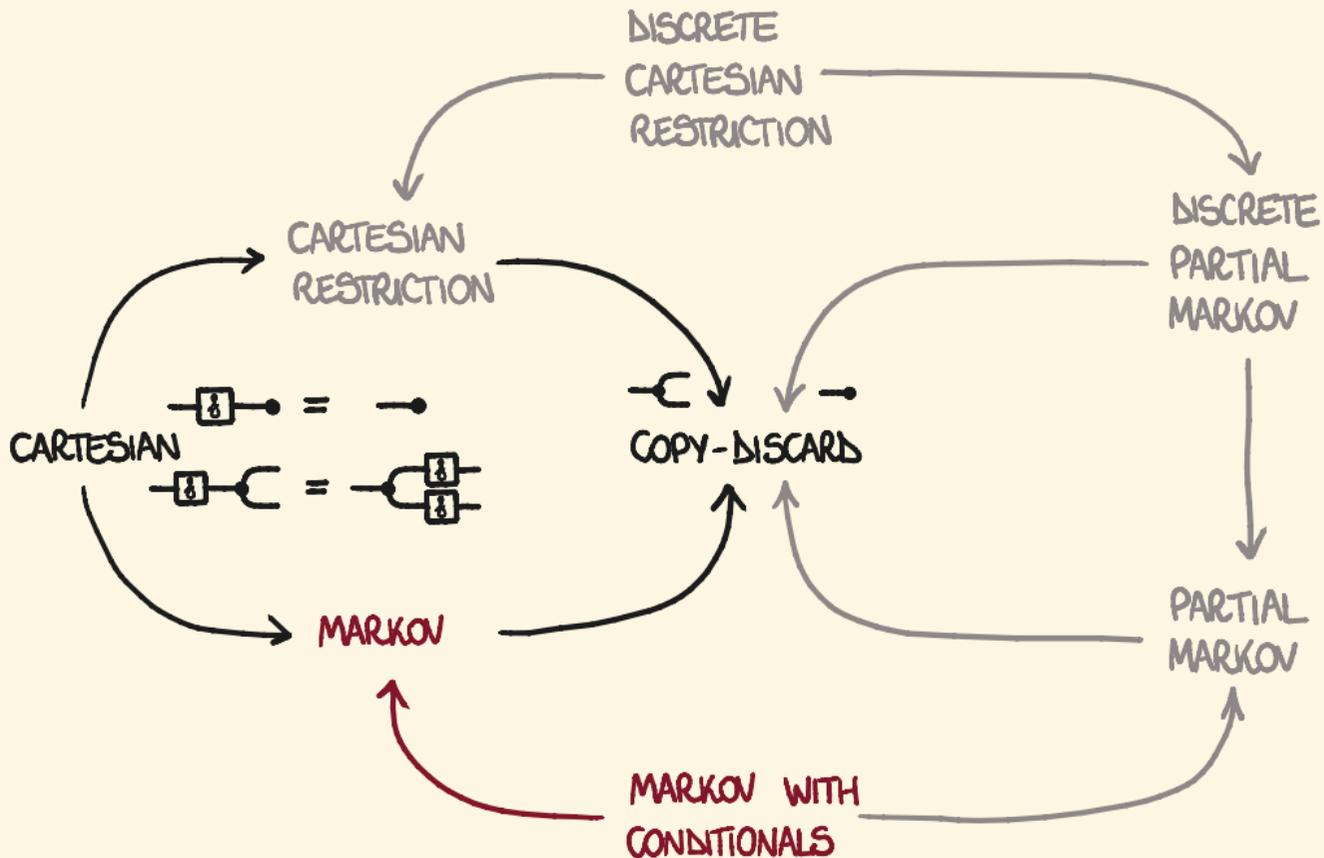 DISCRETE
CARTESIAN
RESTRICTION
CARTESIAN
RESTRICTION
DISCRETE
PARTIAL
MARKOV
=
CARTESIAN
COPY-DISCARD
=
MARKOV
PARTIAL
MARKOV
MARKOV WITH
CONDITIONALS